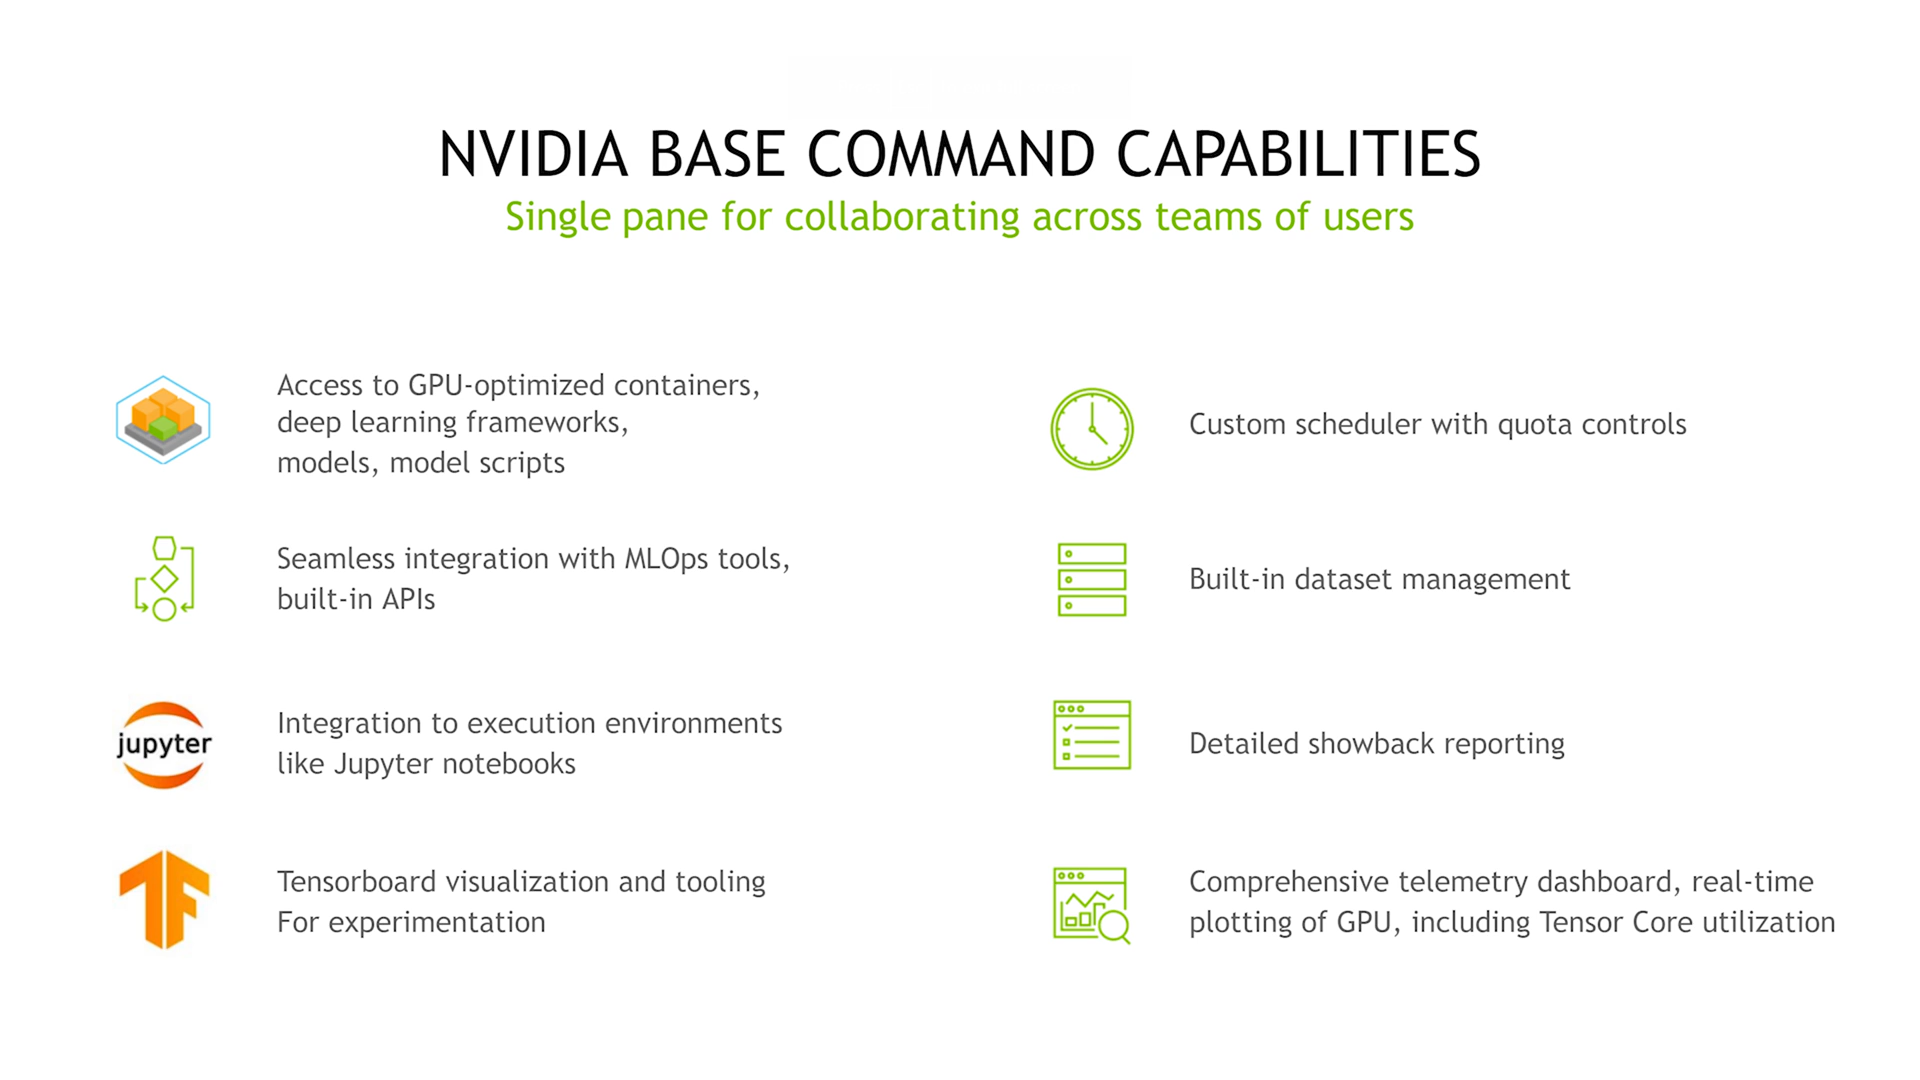 NVIDIA BASE COMMAND CAPABILITIES
Single pane for collaborating across teams of users
Access to GPU-optimized containers,
deep learning frameworks,
models, model scripts
Seamless integration with MLOps tools,
built-in APIs
jupyter
Integration to execution environments
like Jupyter notebooks
Tensorboard visualization and tooling
For experimentation
Custom scheduler with quota controls
Built-in dataset management
Detailed showback reporting
Comprehensive telemetry dashboard, real-time
plotting of GPU, including Tensor Core utilization